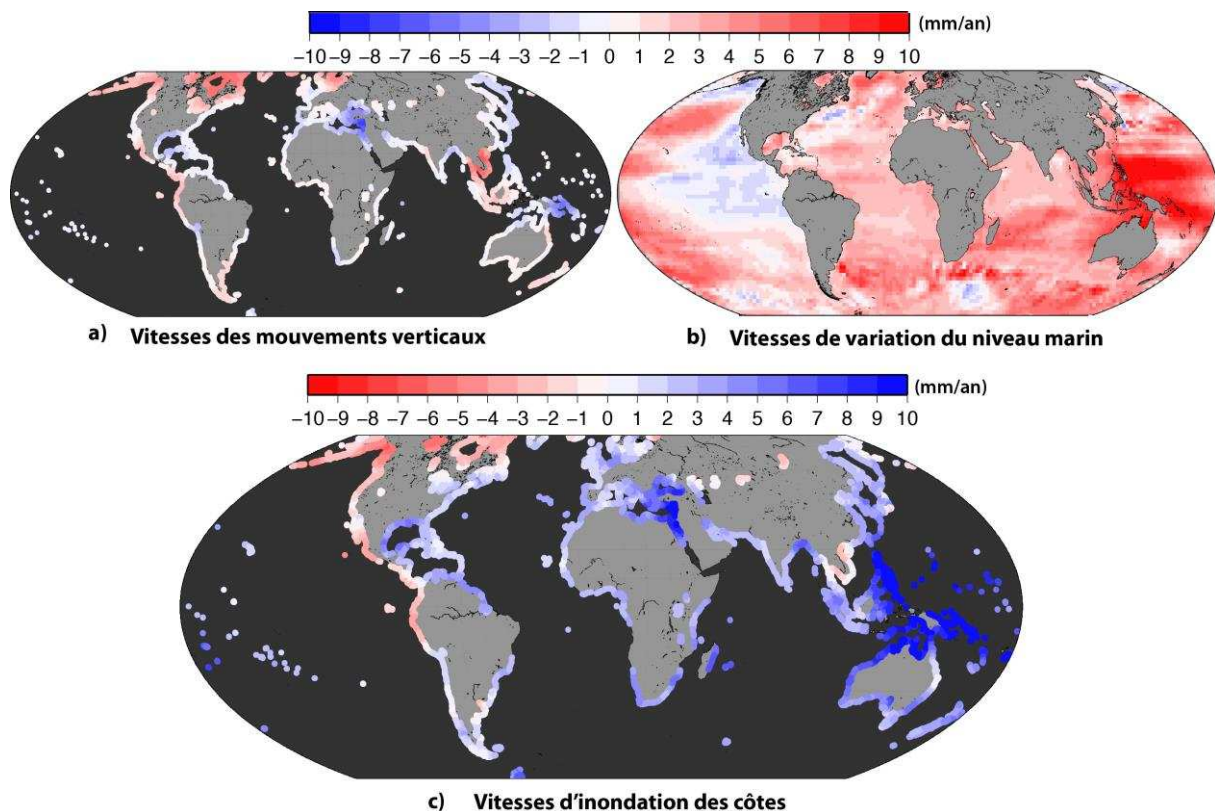 (mm/an)
−10 −9 −8 −7 −6 −5 −4 −3 −2 −1 0 1 2 3 4 5 6 7 8 9 10
a) Vitesses des mouvements verticaux
b) Vitesses de variation du niveau marin
(mm/an)
−10 −9 −8 −7 −6 −5 −4 −3 −2 −1 0 1 2 3 4 5 6 7 8 9 10
c) Vitesses d'inondation des côtes